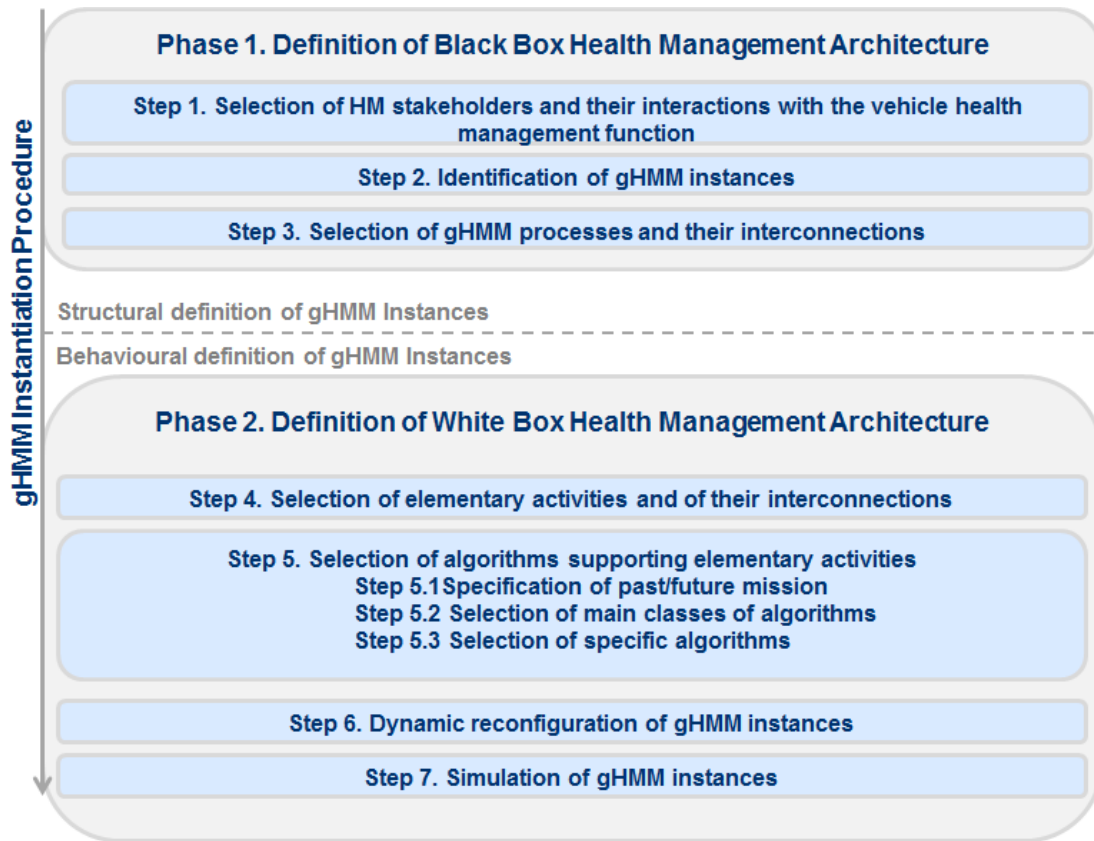 gHMM Instantiation Procedure
Phase 1. Definition of Black Box Health Management Architecture
Step 1. Selection of HM stakeholders and their interactions with the vehicle health
management function
Step 2. Identification of gHMM instances
Step 3. Selection of gHMM processes and their interconnections
Structural definition of gHMM Instances
Behavioural definition of gHMM Instances
Phase 2. Definition of White Box Health Management Architecture
Step 4. Selection of elementary activities and of their interconnections
Step 5. Selection of algorithms supporting elementary activities
Step 5.1 Specification of past/future mission
Step 5.2 Selection of main classes of algorithms
Step 5.3 Selection of specific algorithms
Step 6. Dynamic reconfiguration of gHMM instances
Step 7. Simulation of gHMM instances